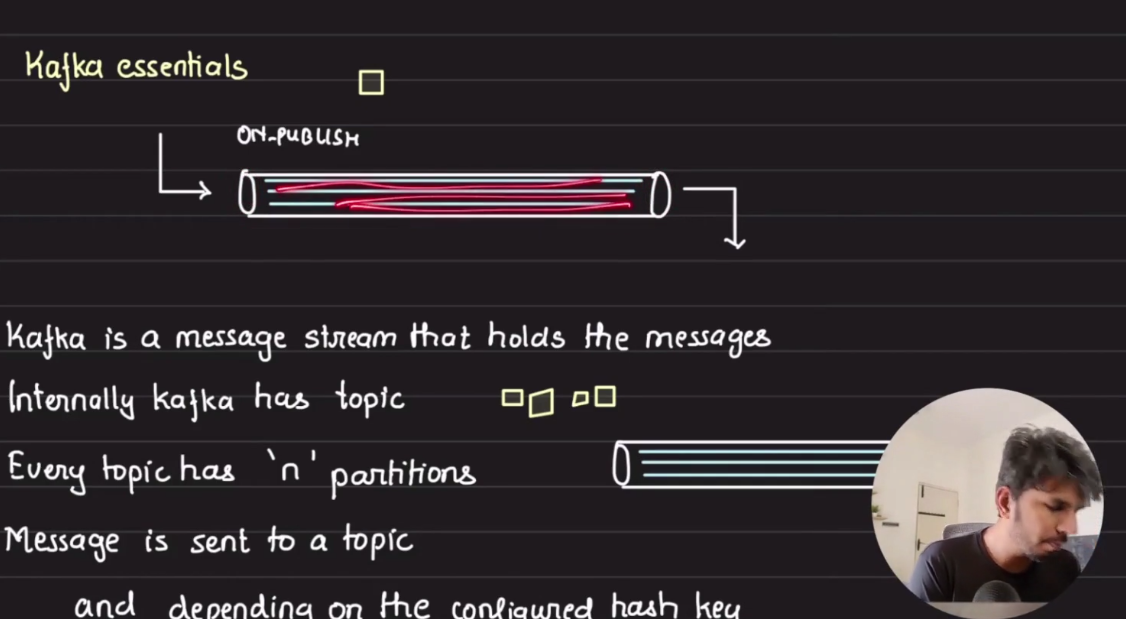 Kafka essentials
ON-PUBLISH
Kafka is a message stream that holds the messages
Internally kafka has topic
Every topic has 'n' partitions
Message is sent to a topic
and depending on the configured hash key